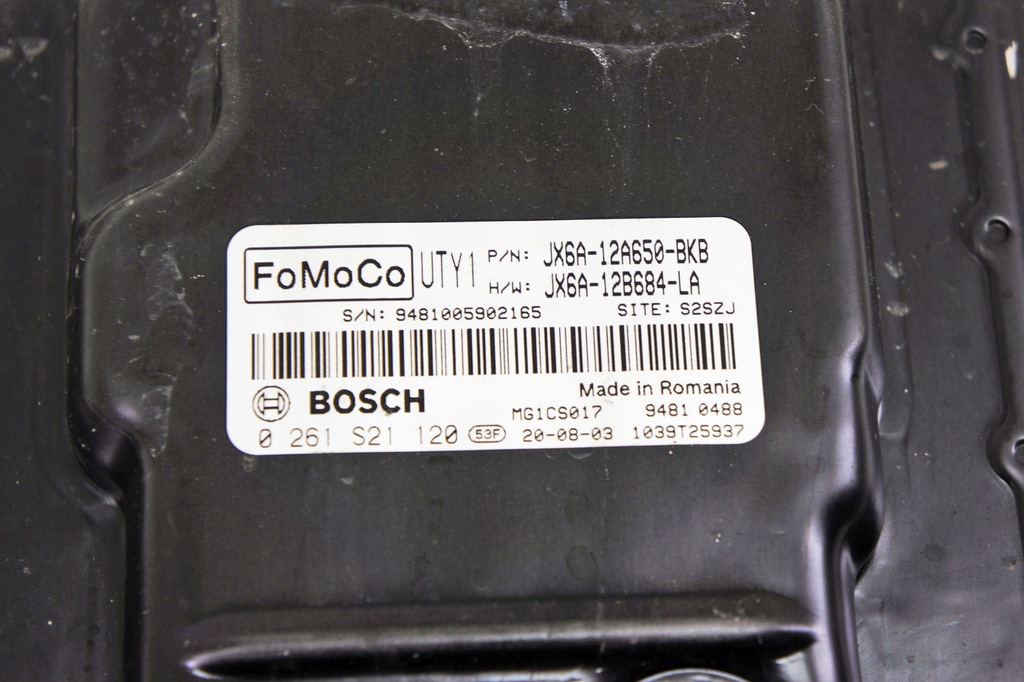 FoMoCo UTY1 P/N: JX6A-12A650-BKB
H/W: JX6A-12B684-LA
S/N: 9481005902165 SITE: S2SZJ
BOSCH Made in Romania
MG1CS017 9481 0488
0 261 S21 120 53F 20-08-03 1039T25937